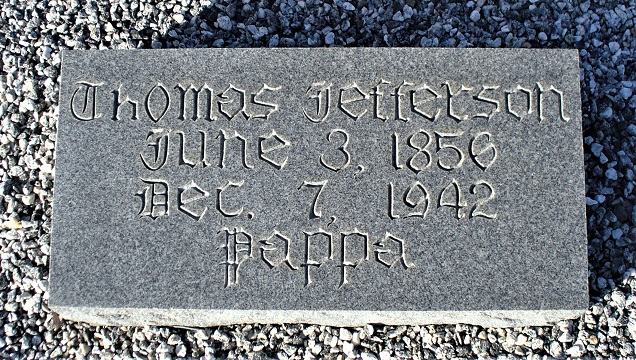 Thomas Jefferson
June 3, 1856
Dec. 7, 1942
Pappa